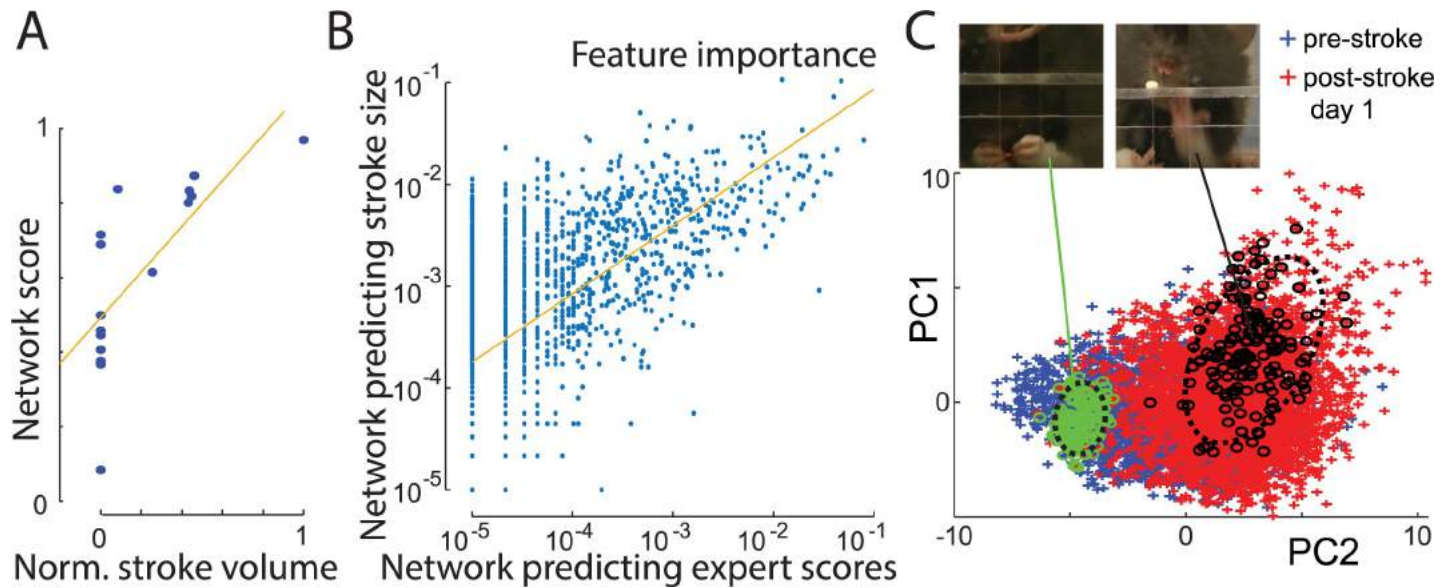 A
Network score
1
0
0
1
Norm. stroke volume
B
Feature importance
Network predicting stroke size
10-1
10-2
10-3
10-4
10-5
10-5
10-4
10-3
10-2
10-1
Network predicting expert scores
C
+ pre-stroke
+ post-stroke
day 1
PC1
10
0
-10
0
10
PC2